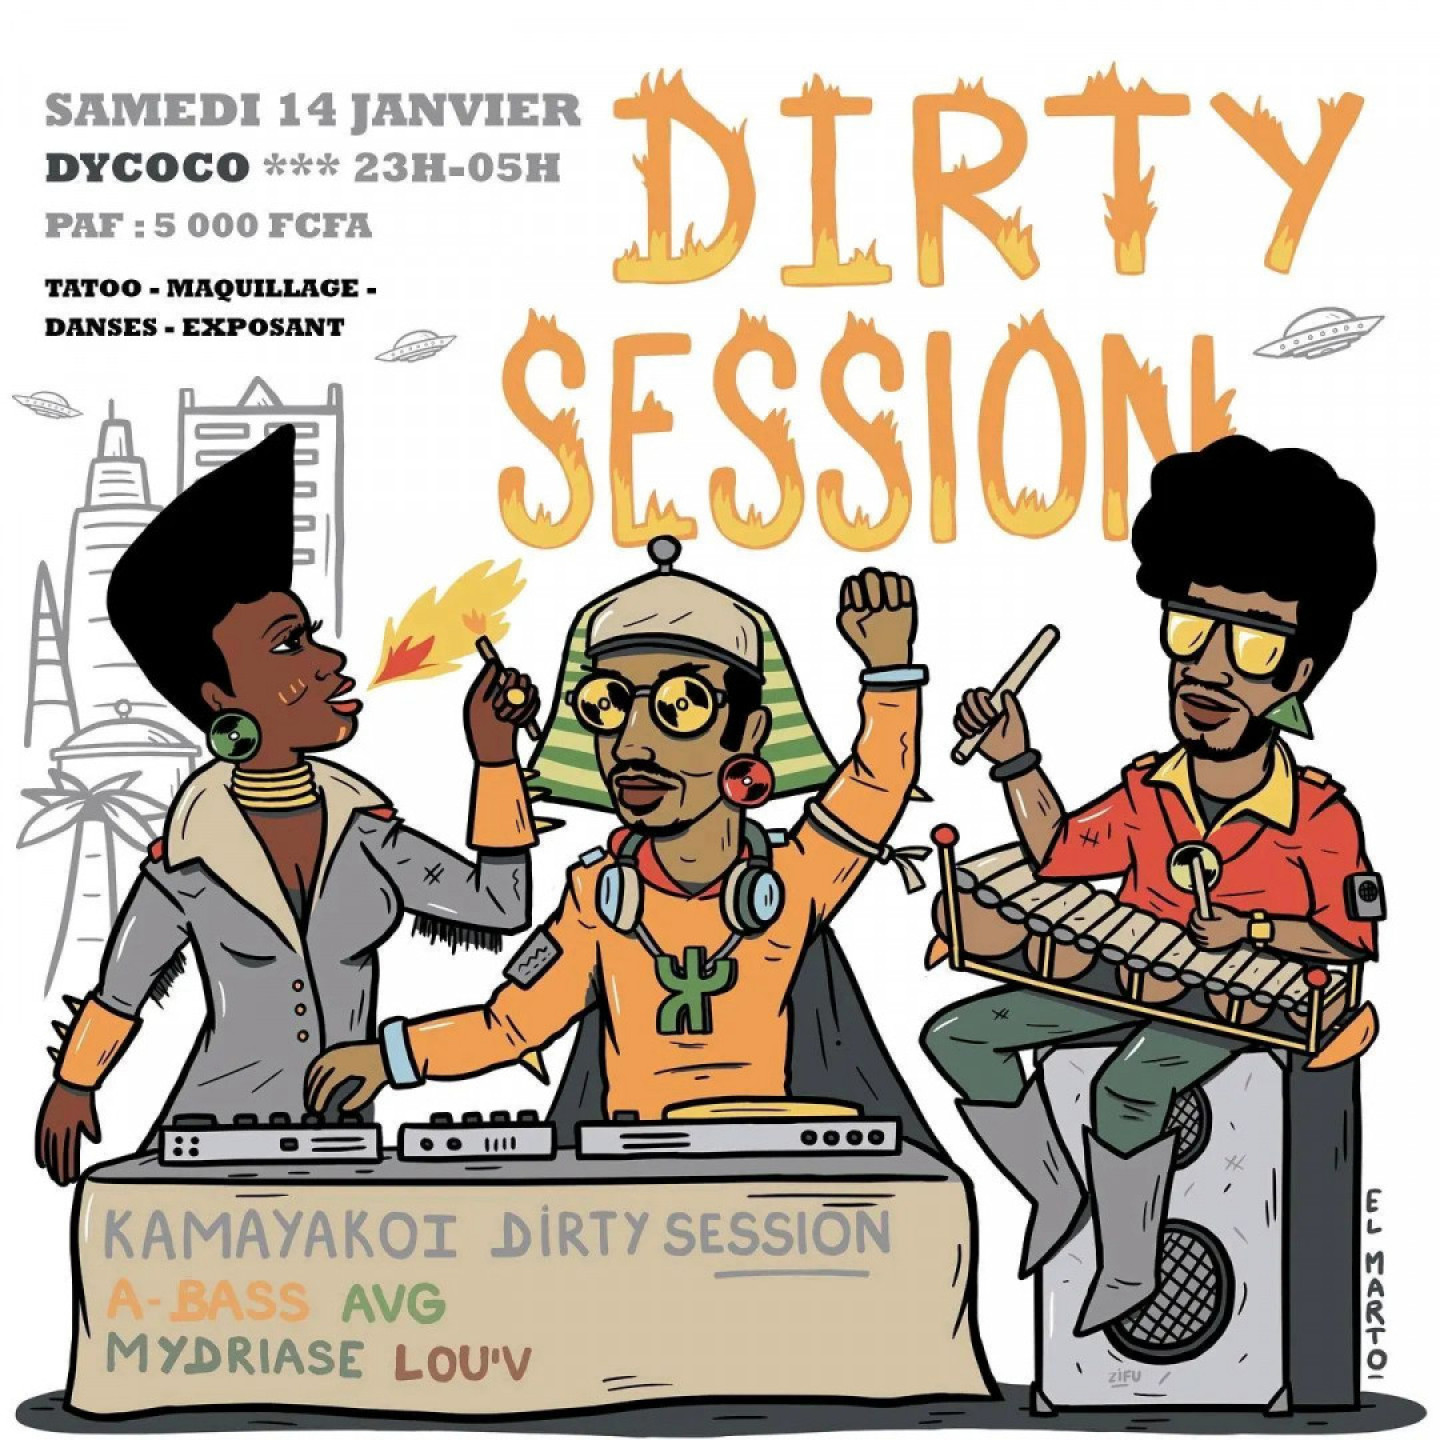 SAMEDI 14 JANVIER
DYCOCO *** 23H-05H
PAF : 5 000 FCFA
TATOO - MAQUILLAGE -
DANSES - EXPOSANT
DIRTY
SESSION
KAMAYAKOI DIRTY SESSION
A-BASS AVG
MYDRIASE LOU'V
EL MARTO
ZIFU